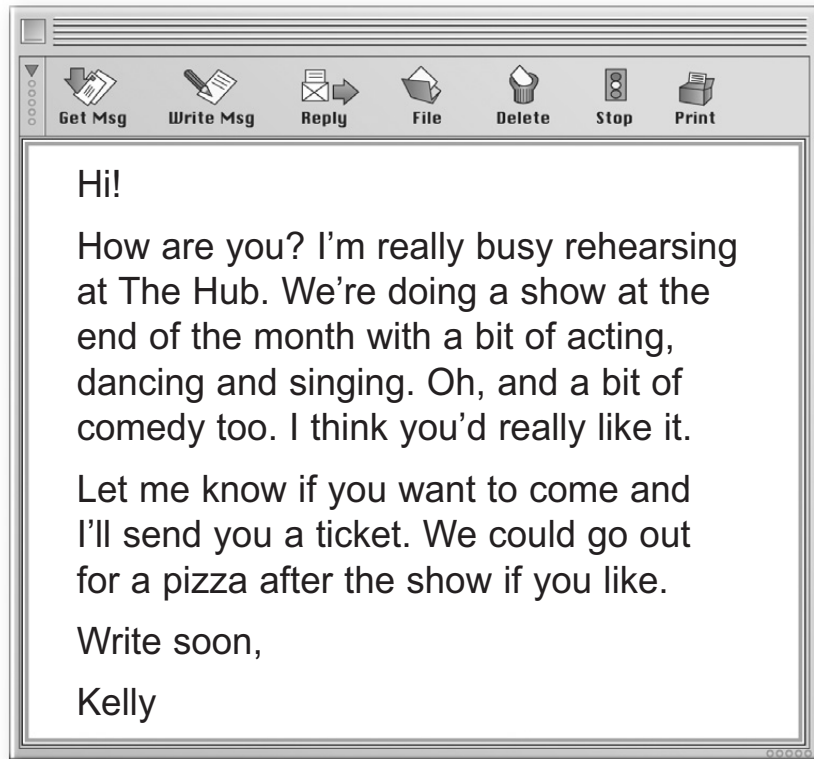 Get Msg Write Msg Reply File Delete Stop Print
Hi!
How are you? I'm really busy rehearsing
at The Hub. We're doing a show at the
end of the month with a bit of acting,
dancing and singing. Oh, and a bit of
comedy too. I think you'd really like it.
Let me know if you want to come and
I'll send you a ticket. We could go out
for a pizza after the show if you like.
Write soon,
Kelly